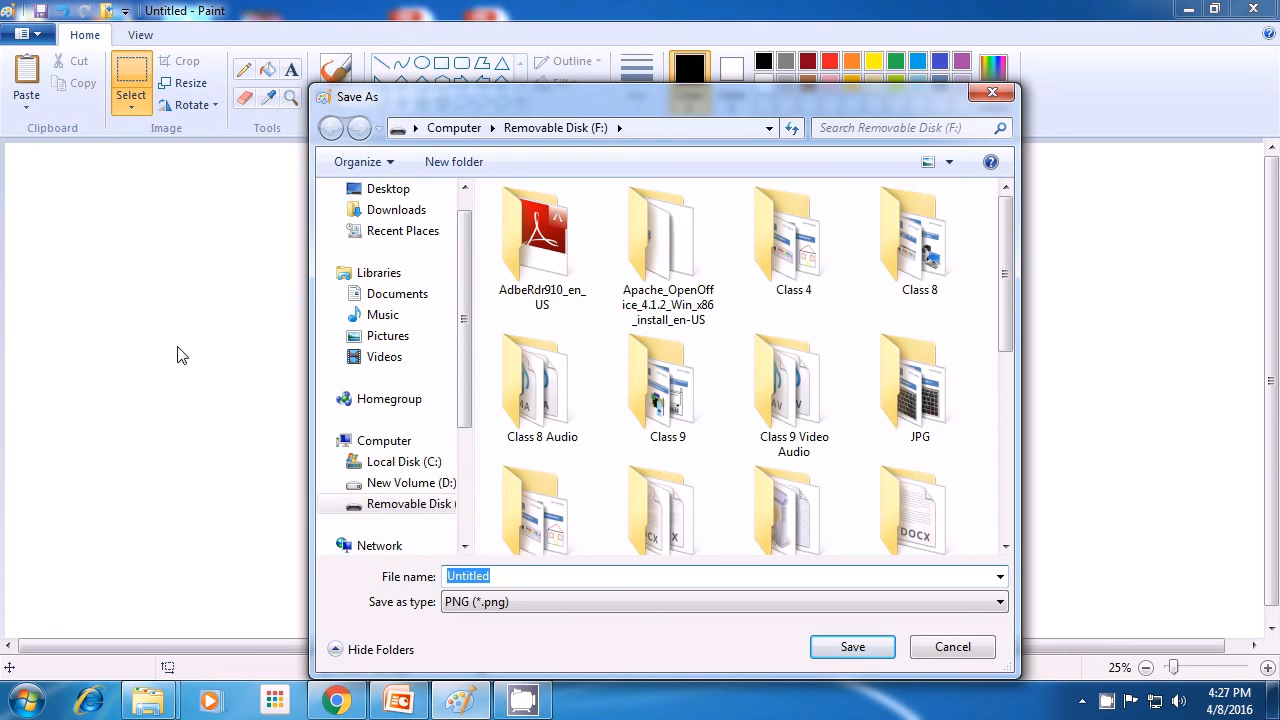 Untitled - Paint
Home
View
Paste
Cut
Copy
Select
Crop
Resize
Rotate
Outline
Clipboard
Image
Tools
Save As
Computer
Removable Disk (F:)
Search Removable Disk (F:)
Organize
New folder
Desktop
Downloads
Recent Places
Libraries
Documents
Music
Pictures
Videos
Homegroup
Computer
Local Disk (C:)
New Volume (D:)
Removable Disk (
Network
AdbeRdr910_en_
US
Apache_OpenOff
ice_4.1.2_Win_x86
_install_en-US
Class 4
Class 8
Class 8 Audio
Class 9
Class 9 Video
Audio
JPG
DOCX
File name:
Untitled
Save as type:
PNG (*.png)
Hide Folders
Save
Cancel
25%
4:27 PM
4/8/2016